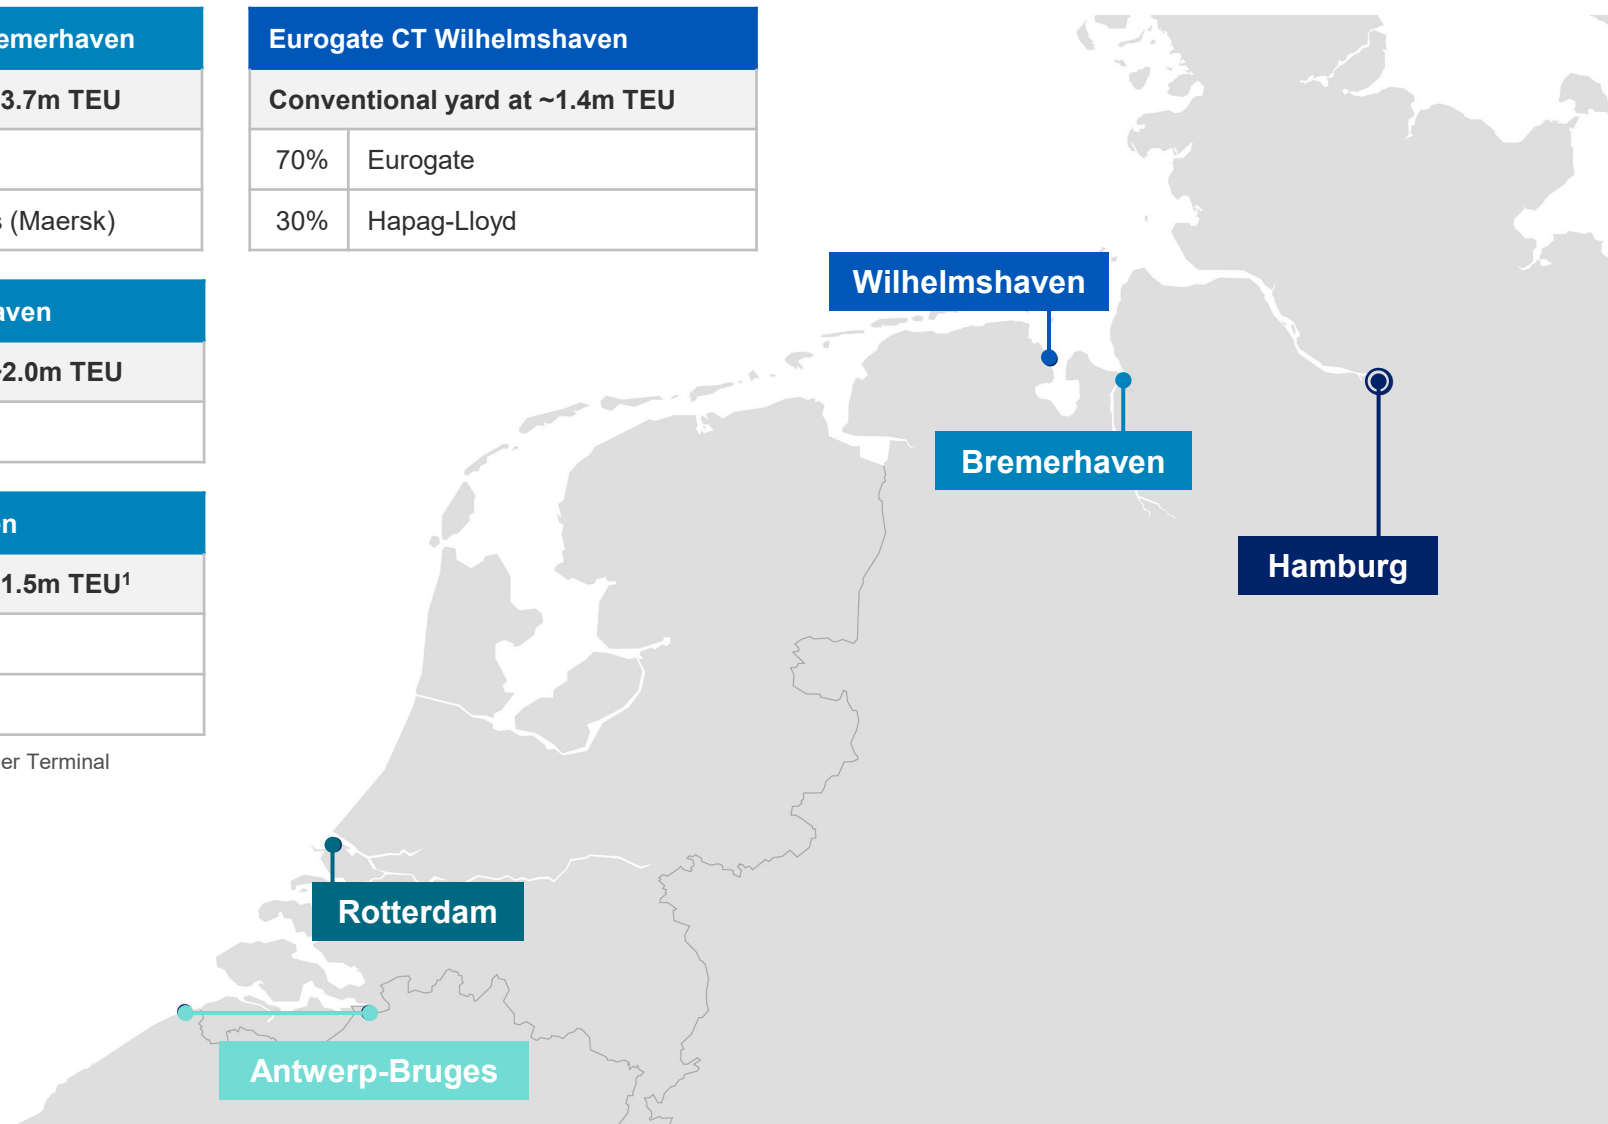 emerhaven
3.7m TEU
s (Maersk)
Eurogate CT Wilhelmshaven
Conventional yard at ~1.4m TEU
70% Eurogate
30% Hapag-Lloyd
aven
~2.0m TEU
n
1.5m TEU¹
er Terminal
Wilhelmshaven
Bremerhaven
Hamburg
Rotterdam
Antwerp-Bruges